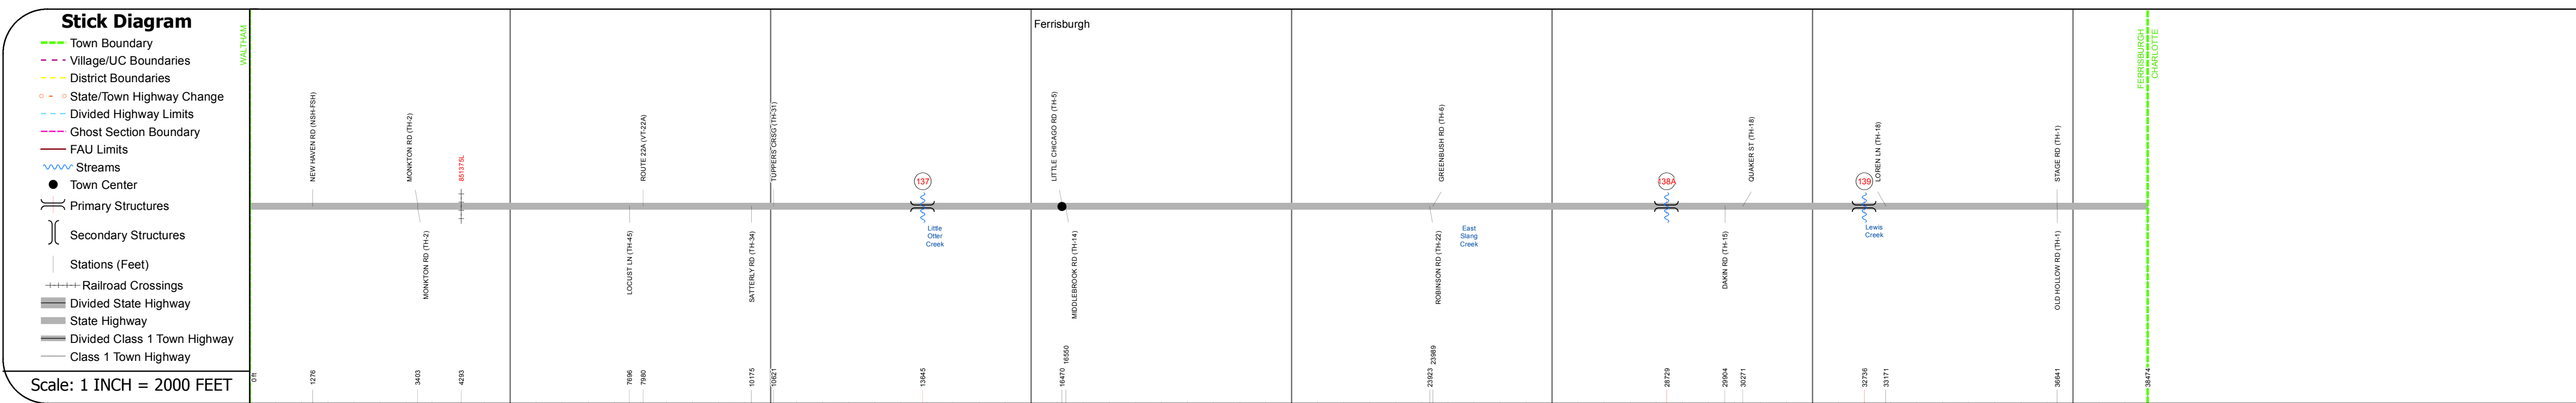 Stick Diagram
Town Boundary
Village/UC Boundaries
District Boundaries
State/Town Highway Change
Divided Highway Limits
Ghost Section Boundary
FAU Limits
Streams
Town Center
Primary Structures
Secondary Structures
Stations (Feet)
Railroad Crossings
Divided State Highway
State Highway
Divided Class 1 Town Highway
Class 1 Town Highway
Scale: 1 INCH = 2000 FEET
WALTHAM
Ferrisburgh
FERRISBURGH
CHARLOTTE
NEW HAVEN RD (NSH-FSH)
MONKTON RD (TH-2)
851375L
ROUTE 22A (VT-22A)
TUPPERS CRSG (TH-31)
137
LITTLE CHICAGO RD (TH-5)
GREENBUSH RD (TH-6)
138A
QUAKER ST (TH-18)
139
LOREN LN (TH-18)
STAGE RD (TH-1)
MONKTON RD (TH-2)
LOCUST LN (TH-45)
SATTERLY RD (TH-34)
Little
Otter
Creek
MIDDLEBROOK RD (TH-14)
ROBINSON RD (TH-22)
East
Slang
Creek
DAKIN RD (TH-15)
Lewis
Creek
OLD HOLLOW RD (TH-1)
0 ft
1276
3403
4293
7696
7980
10175
10621
13645
16470
16550
23923
23989
28729
29904
30271
32736
33171
36641
38474